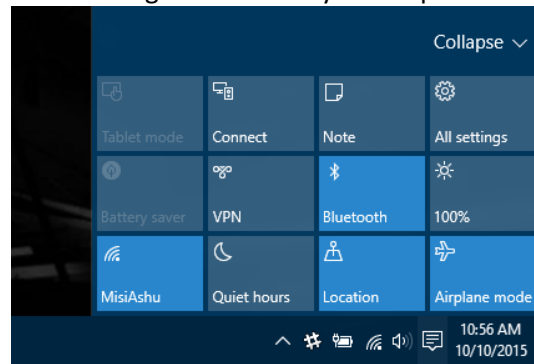 Collapse
Tablet mode
Connect
Note
All settings
Battery saver
VPN
Bluetooth
100%
MisiAshu
Quiet hours
Location
Airplane mode
10:56 AM
10/10/2015